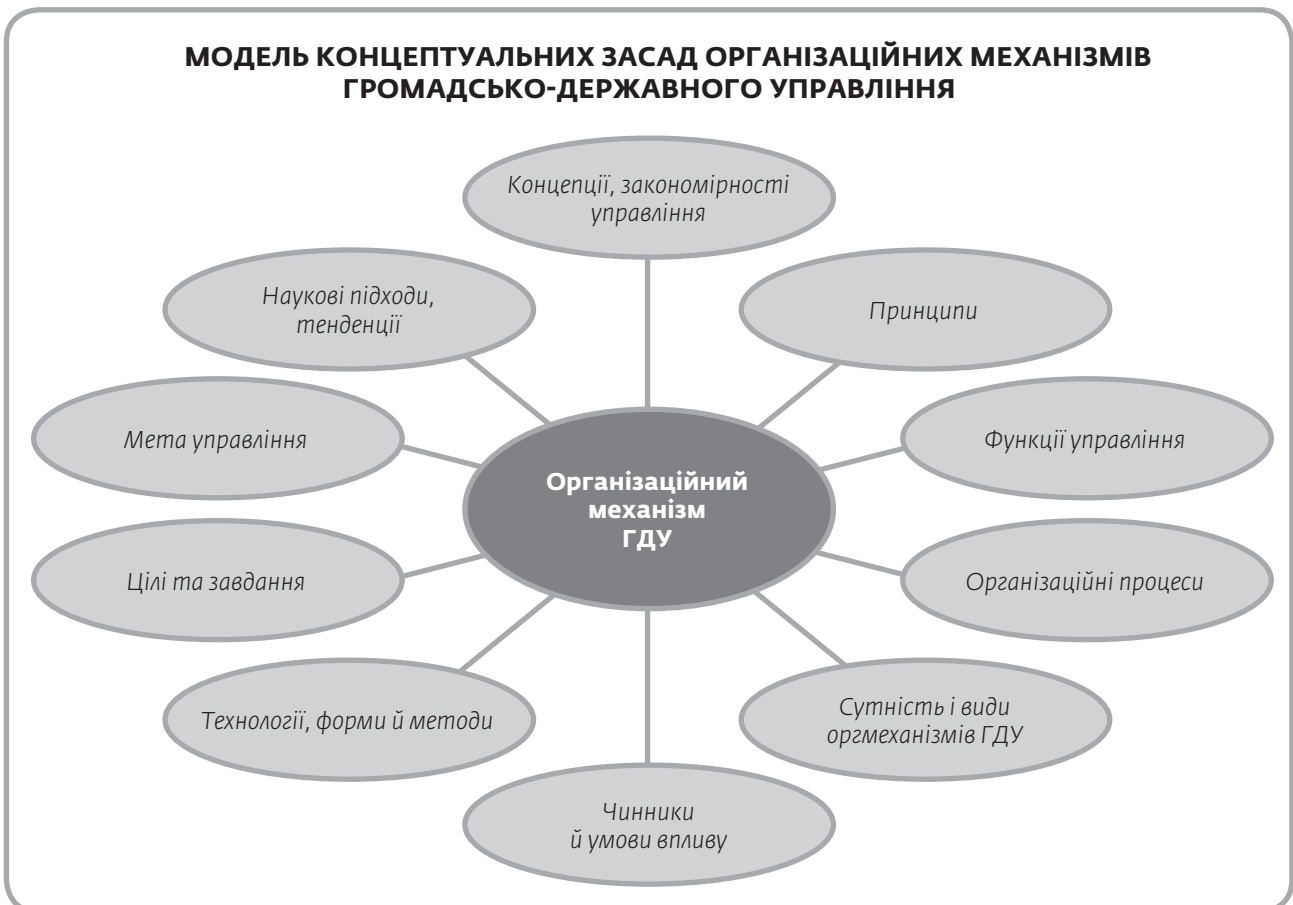 МОДЕЛЬ КОНЦЕПТУАЛЬНИХ ЗАСАД ОРГАНІЗАЦІЙНИХ МЕХАНІЗМІВ
ГРОМАДСЬКО-ДЕРЖАВНОГО УПРАВЛІННЯ
Концепції, закономірності
управління
Наукові підходи,
тенденції
Принципи
Мета управління
Функції управління
Організаційний
механізм
ГДУ
Цілі та завдання
Організаційні процеси
Технології, форми й методи
Сутність і види
оргмеханізмів ГДУ
Чинники
й умови впливу